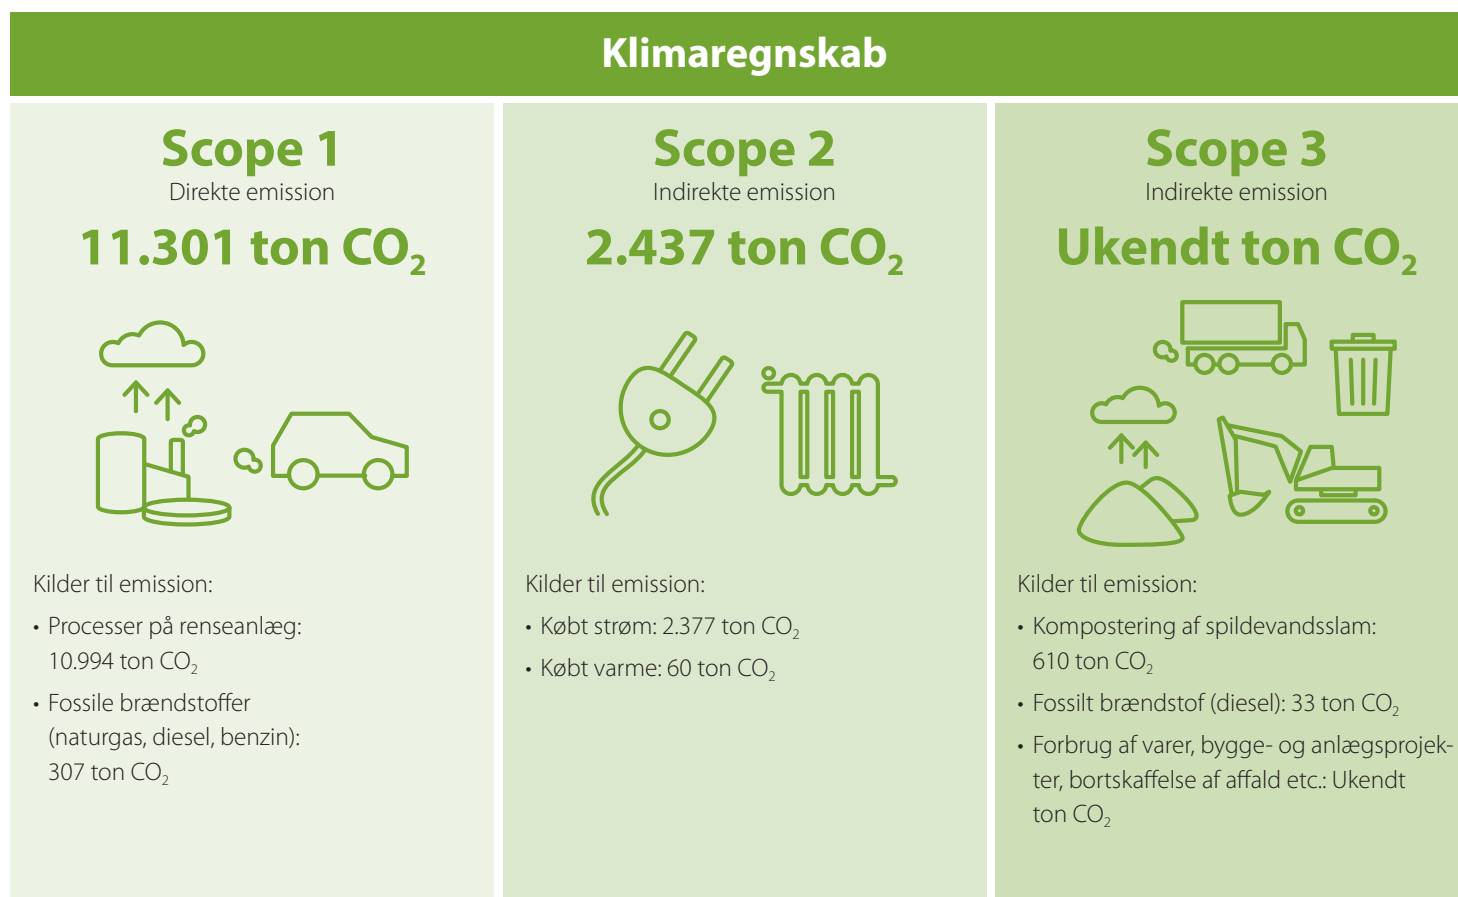 Klimaregnskab
Scope 1
Direkte emission
11.301 ton CO₂
Kilder til emission:
• Processer på renseanlæg:
10.994 ton CO₂
• Fossile brændstoffer
(naturgas, diesel, benzin):
307 ton CO₂
Scope 2
Indirekte emission
2.437 ton CO₂
Kilder til emission:
• Købt strøm: 2.377 ton CO₂
• Købt varme: 60 ton CO₂
Scope 3
Indirekte emission
Ukendt ton CO₂
Kilder til emission:
• Kompostering af spildevandsslam:
610 ton CO₂
• Fossilt brændstof (diesel): 33 ton CO₂
• Forbrug af varer, bygge- og anlægsprojek-
ter, bortskaffelse af affald etc.: Ukendt
ton CO₂